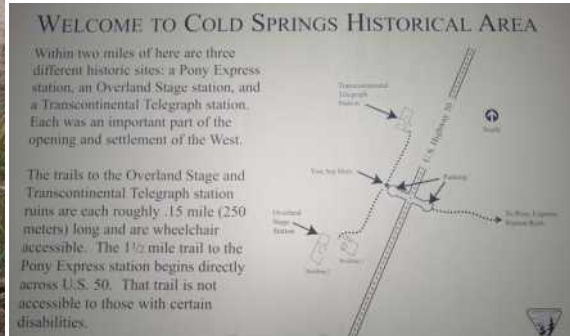 WELCOME TO COLD SPRINGS HISTORICAL AREA
Within two miles of here are three
different historic sites: a Pony Express
station, an Overland Stage station, and
a Transcontinental Telegraph station.
Each was an important part of the
opening and settlement of the West.
The trails to the Overland Stage and
Transcontinental Telegraph station
ruins are each roughly .15 mile (250
meters) long and are wheelchair
accessible. The 1 1/2 mile trail to the
Pony Express station begins directly
across U.S. 50. That trail is not
accessible to those with certain
disabilities.
Transcontinental
Telegraph
Station
U.S. Highway 50
North
You Are Here
Parking
Overland
Stage
Station
To Pony Express
Station Ruins